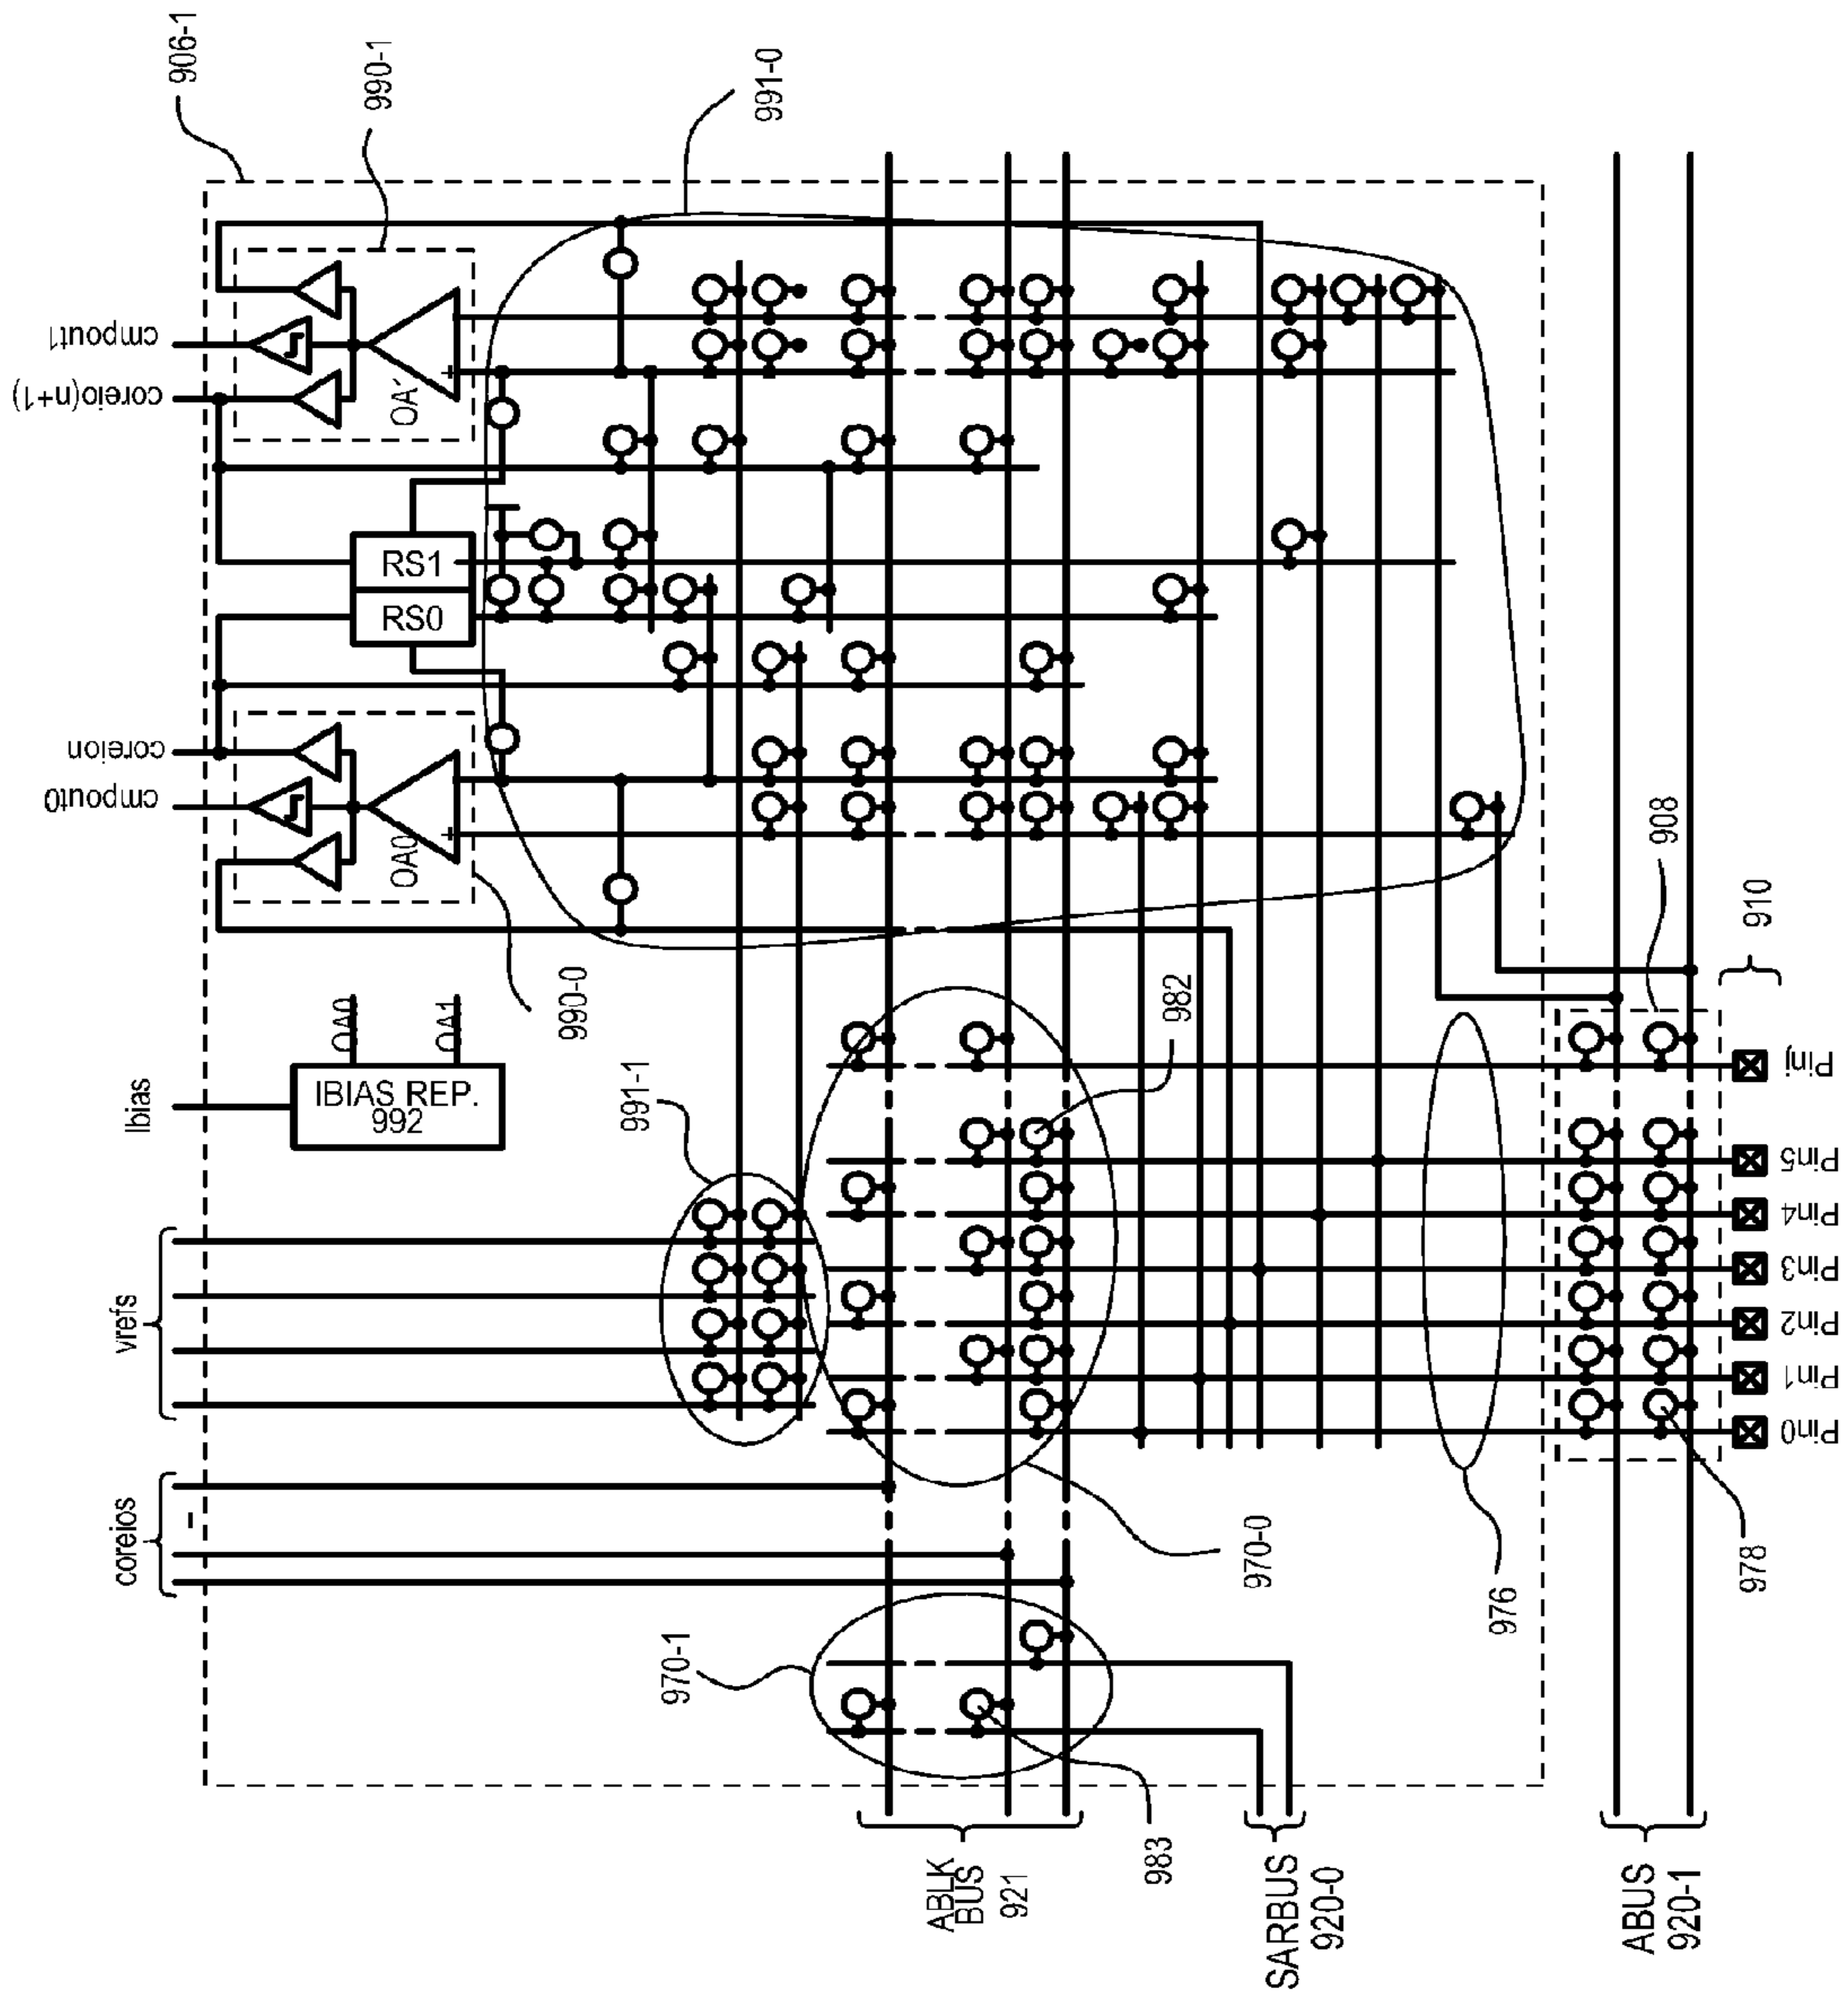 906-1
990-1
991-0
cmpout1
coreio(n+1)
OA1
+
RS1
RS0
coreion
cmpout0
OA0
+
990-0
OA0
OA1
Ibias
IBIAS REP.
992
991-1
982
908
910
vrefs
coreios
970-1
970-0
976
978
983
Pinj
Pin5
Pin4
Pin3
Pin2
Pin1
Pin0
ABLK
BUS
921
SARBUS
920-0
ABUS
920-1